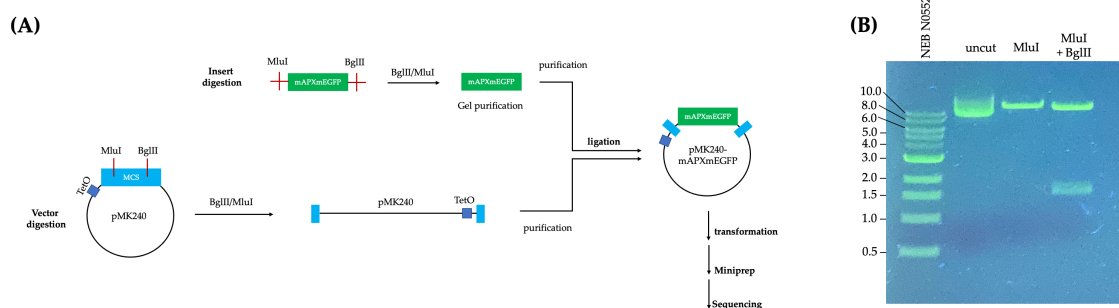 (A)
MluI
BglII
Insert
digestion
mAPXmEGFP
BglII/MluI
mAPXmEGFP
Gel purification
purification
MluI
BglII
TetO
MCS
pMK240
Vector
digestion
BglII/MluI
pMK240
TetO
purification
ligation
mAPXmEGFP
pMK240-
mAPXmEGFP
transformation
Miniprep
Sequencing
(B)
NEB N0552
uncut
MluI
MluI
+ BglII
10.0
8.0
6.0
5.0
4.0
3.0
2.0
1.5
1.0
0.5